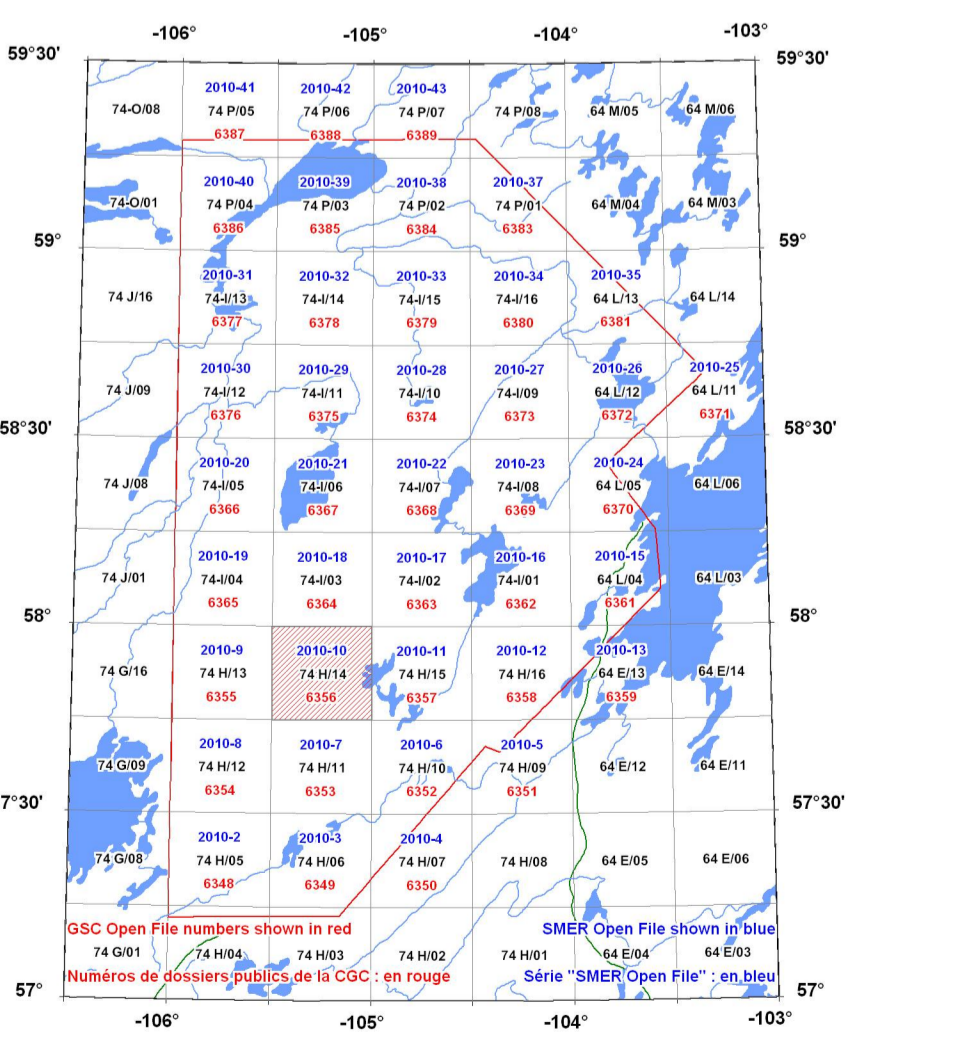 -106° -105° -104° -103°
59°30' 59°30'
2010-41 2010-42 2010-43
74-O/08 74 P/05 74 P/06 74 P/07 74 P/08 64 M/05 64 M/06
6387 6388 6389
2010-40 2010-39 2010-38 2010-37
74-O/01 74 P/04 74 P/03 74 P/02 74 P/01 64 M/04 64 M/03
6386 6385 6384 6383
59° 59°
2010-31 2010-32 2010-33 2010-34 2010-35
74 J/16 74-I/13 74-I/14 74-I/15 74-I/16 64 L/13 64 L/14
6377 6378 6379 6380 6381
2010-30 2010-29 2010-28 2010-27 2010-26 2010-25
74 J/09 74-I/12 74-I/11 74-I/10 74-I/09 64 L/12 64 L/11
6376 6375 6374 6373 6372 6371
58°30' 58°30'
2010-20 2010-21 2010-22 2010-23 2010-24
74 J/08 74-I/05 74-I/06 74-I/07 74-I/08 64 L/05 64 L/06
6366 6367 6368 6369 6370
2010-19 2010-18 2010-17 2010-16 2010-15
74 J/01 74-I/04 74-I/03 74-I/02 74-I/01 64 L/04 64 L/03
6365 6364 6363 6362 6361
58° 58°
2010-9 2010-10 2010-11 2010-12 2010-13
74 G/16 74 H/13 74 H/14 74 H/15 74 H/16 64 E/13 64 E/14
6355 6356 6357 6358 6359
2010-8 2010-7 2010-6 2010-5
74 G/09 74 H/12 74 H/11 74 H/10 74 H/09 64 E/12 64 E/11
6354 6353 6352 6351
7°30' 57°30'
2010-2 2010-3 2010-4
74 G/08 74 H/05 74 H/06 74 H/07 74 H/08 64 E/05 64 E/06
6348 6349 6350
GSC Open File numbers shown in red SMER Open File shown in blue
74 G/01 74 H/04 74 H/03 74 H/02 74 H/01 64 E/04 64 E/03
Numéros de dossiers publics de la CGC : en rouge Série "SMER Open File" : en bleu
57° 57°
-106° -105° -104° -103°